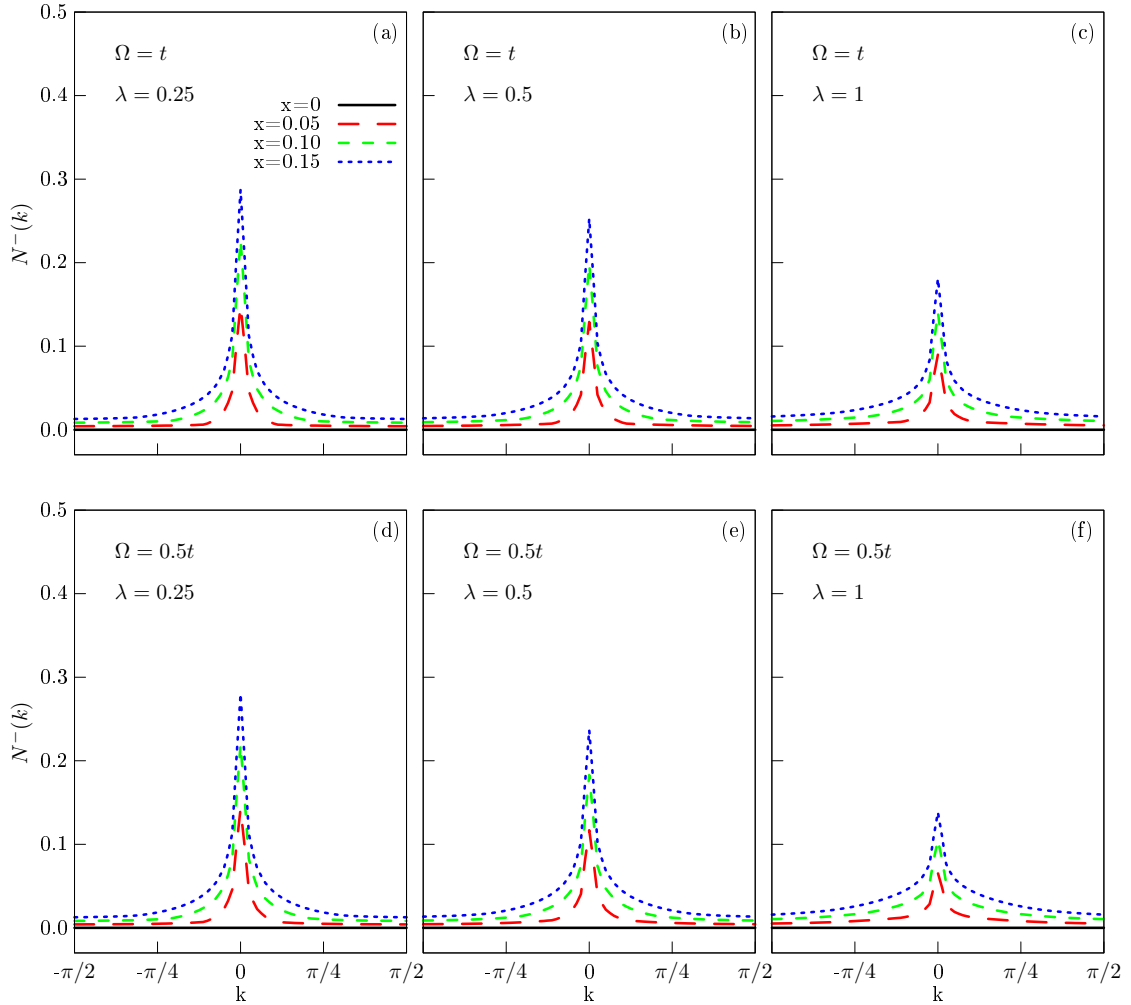 0.5
0.4
0.3
0.2
0.1
0.0
N⁻(k)
(a)
Ω = t
λ = 0.25
x=0
x=0.05
x=0.10
x=0.15
(b)
Ω = t
λ = 0.5
(c)
Ω = t
λ = 1
0.5
0.4
0.3
0.2
0.1
0.0
N⁻(k)
(d)
Ω = 0.5t
λ = 0.25
-π/2 -π/4 0 π/4 π/2
k
(e)
Ω = 0.5t
λ = 0.5
-π/4 0 π/4 π/2
k
(f)
Ω = 0.5t
λ = 1
-π/4 0 π/4 π/2
k